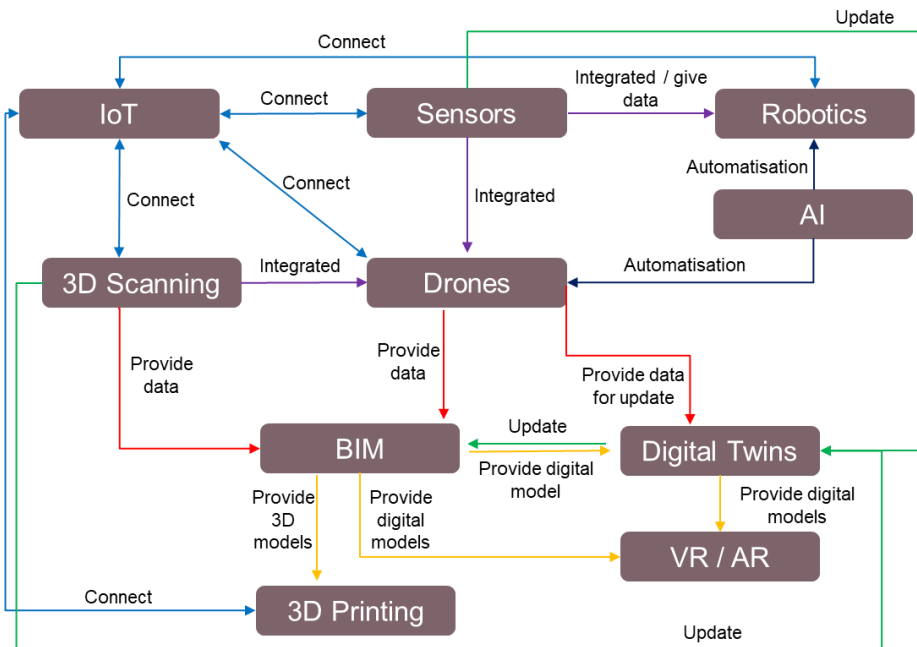 Update
Connect
IoT
Connect
Sensors
Integrated / give
data
Robotics
Connect
Connect
Integrated
Automatisation
AI
3D Scanning
Integrated
Drones
Automatisation
Provide
data
Provide
data
Provide data
for update
BIM
Update
Provide digital
model
Digital Twins
Provide
3D
models
Provide
digital
models
Provide digital
models
VR / AR
Connect
3D Printing
Update